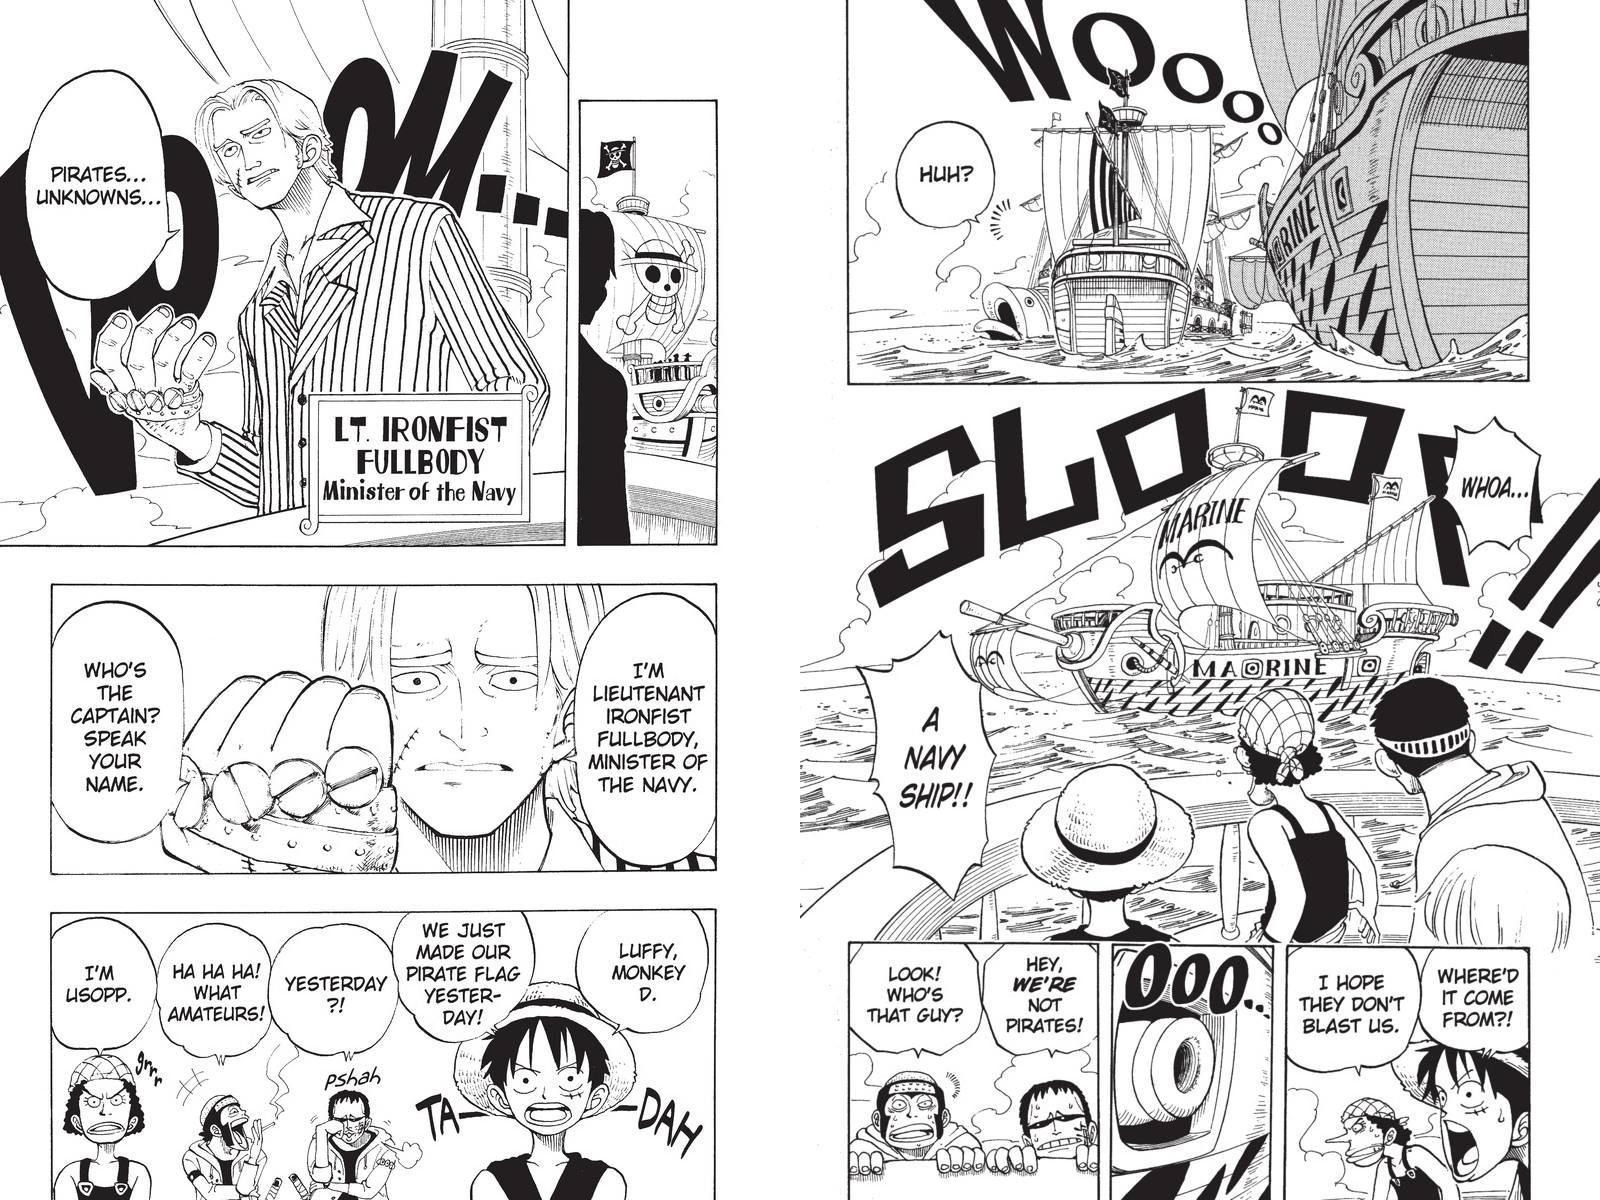 WOOOOO
HUH?
MARINE
SLOOP!!
WHOA...
MARINE
MARINE
A
NAVY
SHIP!!
WHERE'D
IT COME
FROM?!
I HOPE
THEY DON'T
BLAST US.
OOO...
HEY,
WE'RE
NOT
PIRATES!
LOOK!
WHO'S
THAT GUY?
PIRATES...
UNKNOWNS...
LT. IRONFIST
FULLBODY
Minister of the Navy
I'M
LIEUTENANT
IRONFIST
FULLBODY,
MINISTER OF
THE NAVY.
WHO'S
THE
CAPTAIN?
SPEAK
YOUR
NAME.
LUFFY,
MONKEY
D.
TA-
-DAH
WE JUST
MADE OUR
PIRATE FLAG
YESTER-
DAY!
YESTERDAY
?!
pshah
HA HA HA!
WHAT
AMATEURS!
I'M
USOPP.
grrr